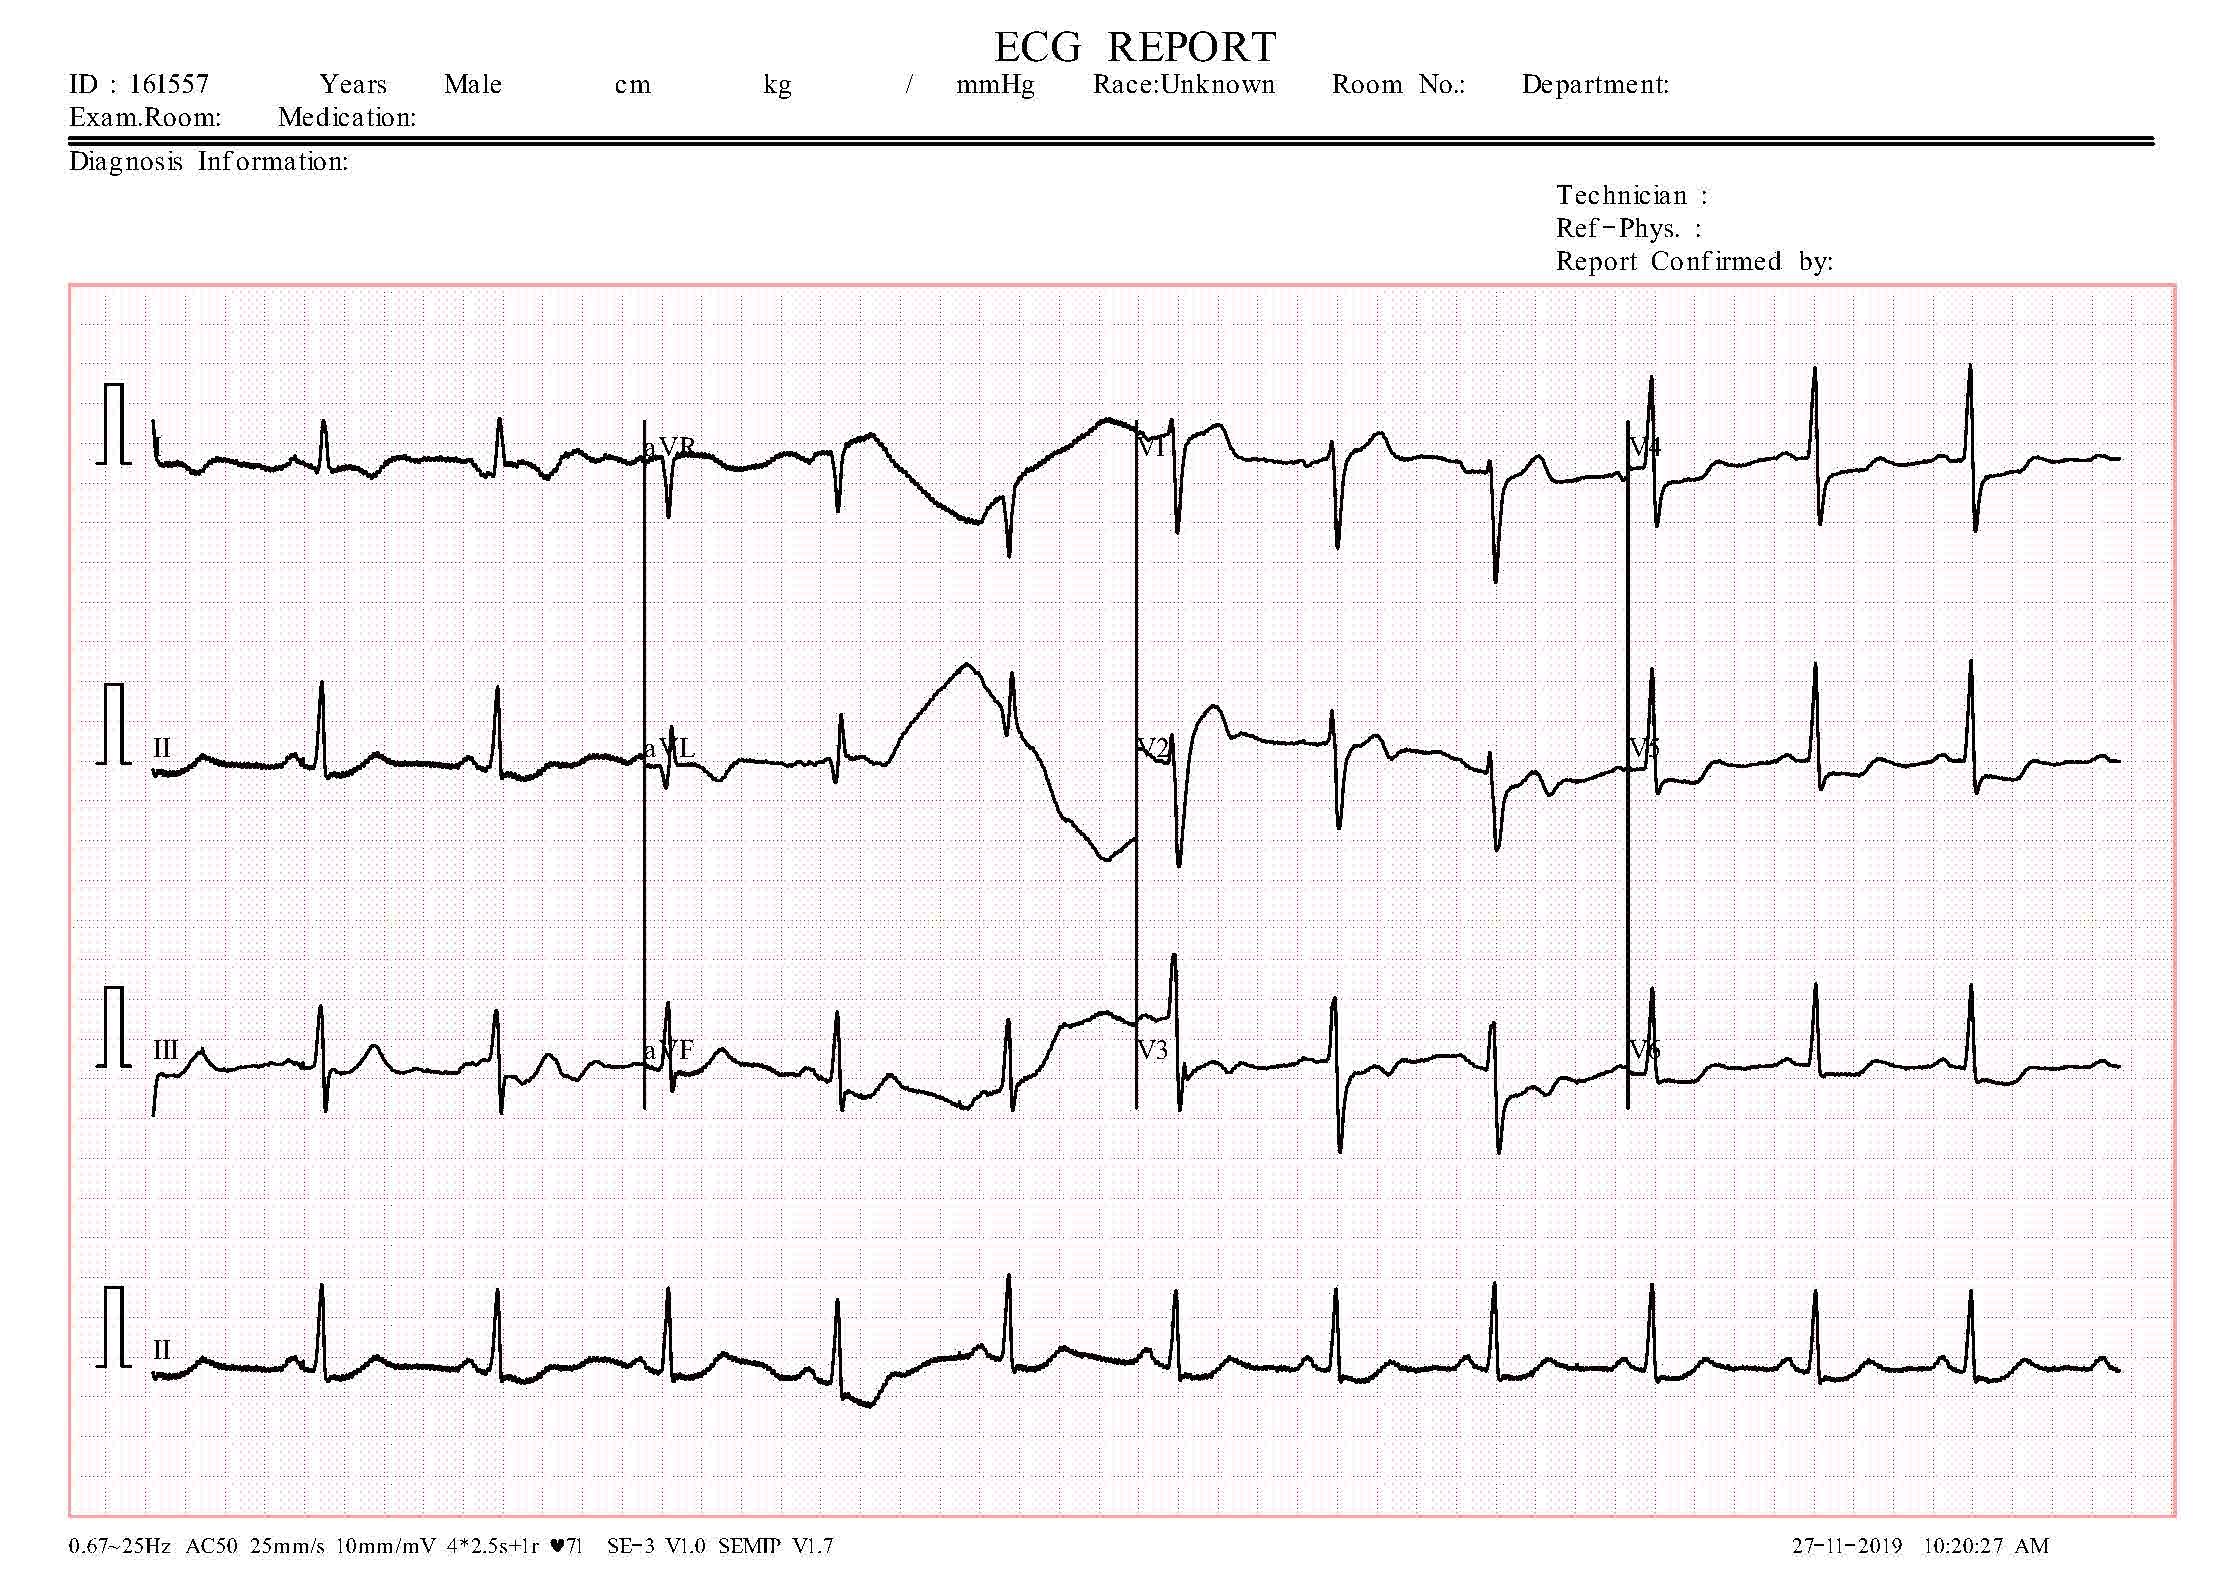 ECG REPORT
ID : 161557 Years Male cm kg / mmHg Race:Unknown Room No.: Department:
Exam.Room: Medication:
Diagnosis Information:
Technician :
Ref-Phys. :
Report Confirmed by:
aVR V1 V4
II aVL V2 V5
III aVF V3 V6
II
0.67~25Hz AC50 25mm/s 10mm/mV 4*2.5s+1r ♥71 SE-3 V1.0 SEMIP V1.7 27-11-2019 10:20:27 AM